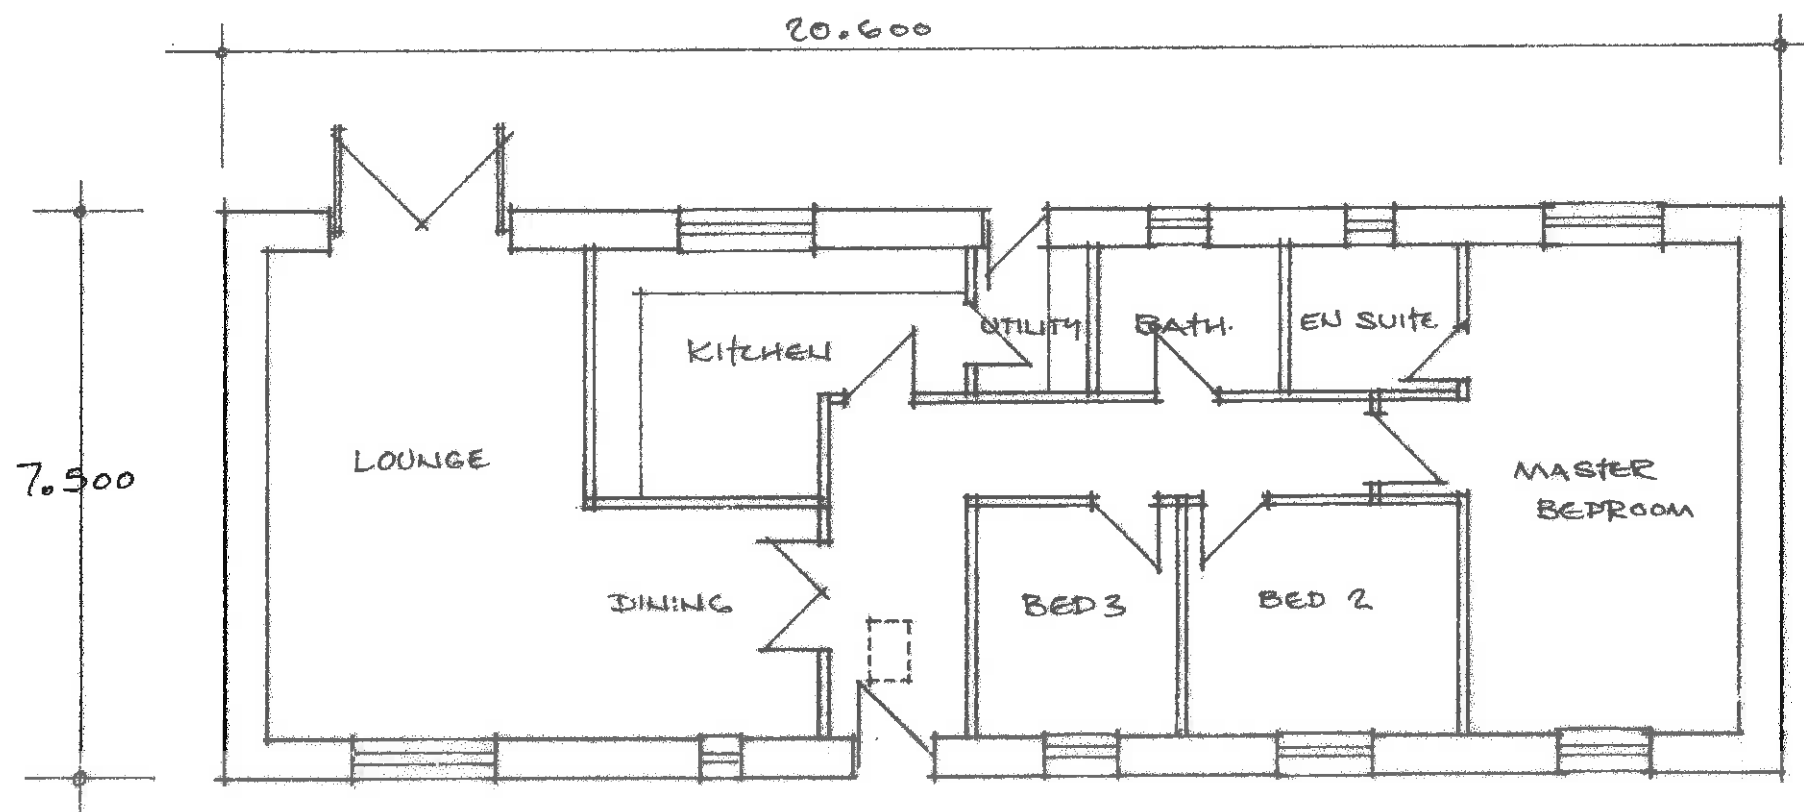 20.600
UTILITY
BATH.
EN SUITE
KITCHEN
LOUNGE
7.500
MASTER
BEDROOM
DINING
BED 3
BED 2